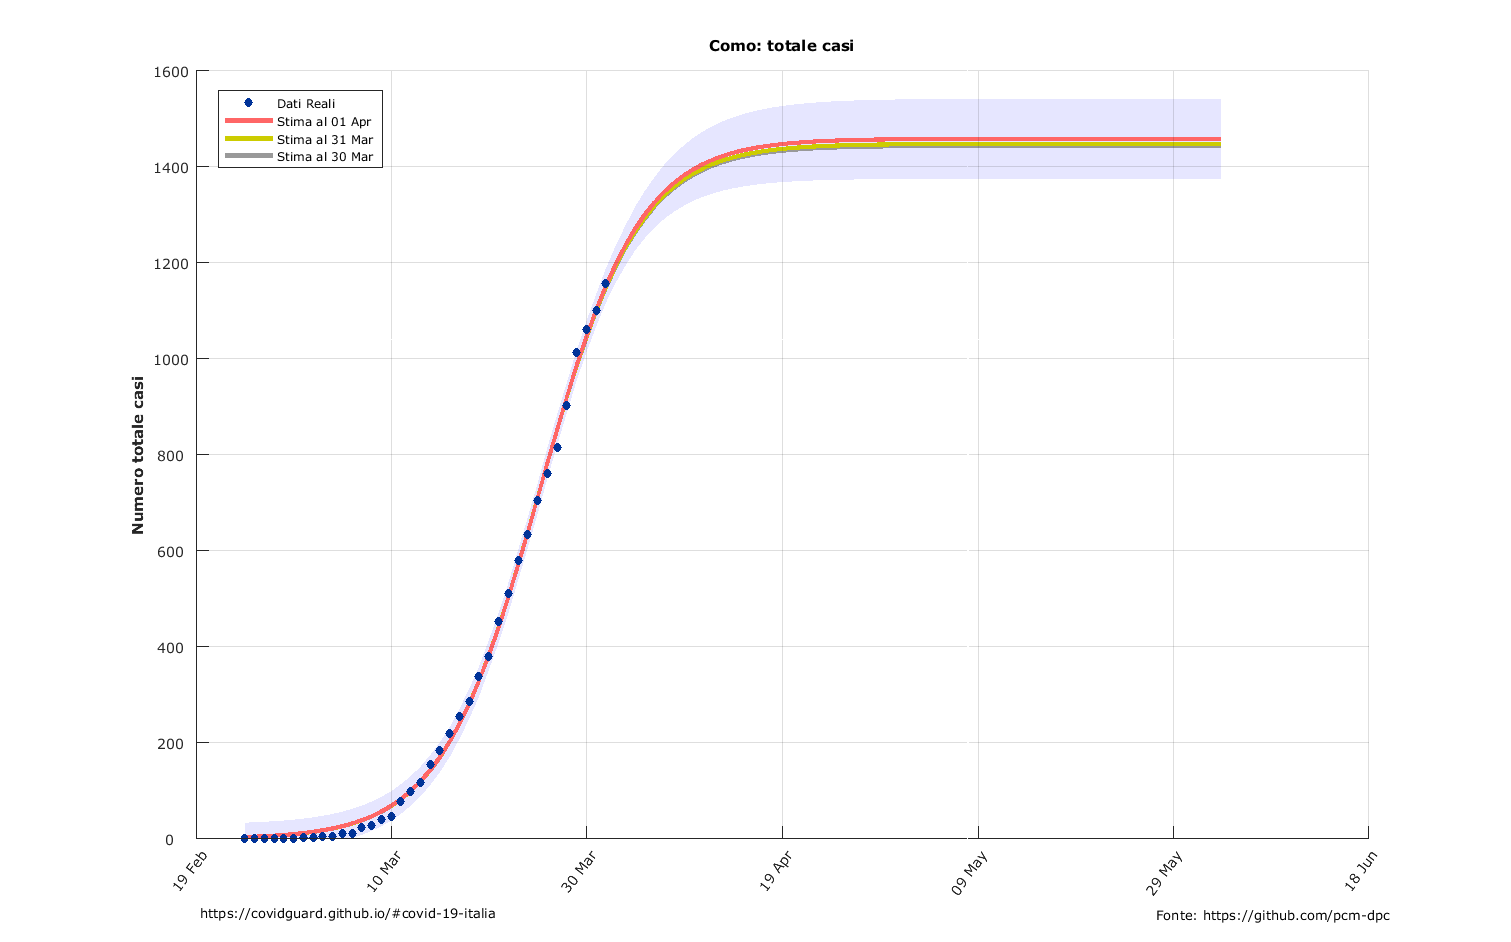 Como: totale casi
1600
1400
1200
1000
800
600
400
200
0
Numero totale casi
Dati Reali
Stima al 01 Apr
Stima al 31 Mar
Stima al 30 Mar
19 Feb
10 Mar
30 Mar
19 Apr
09 May
29 May
18 Jun
https://covidguard.github.io/#covid-19-italia
Fonte: https://github.com/pcm-dpc